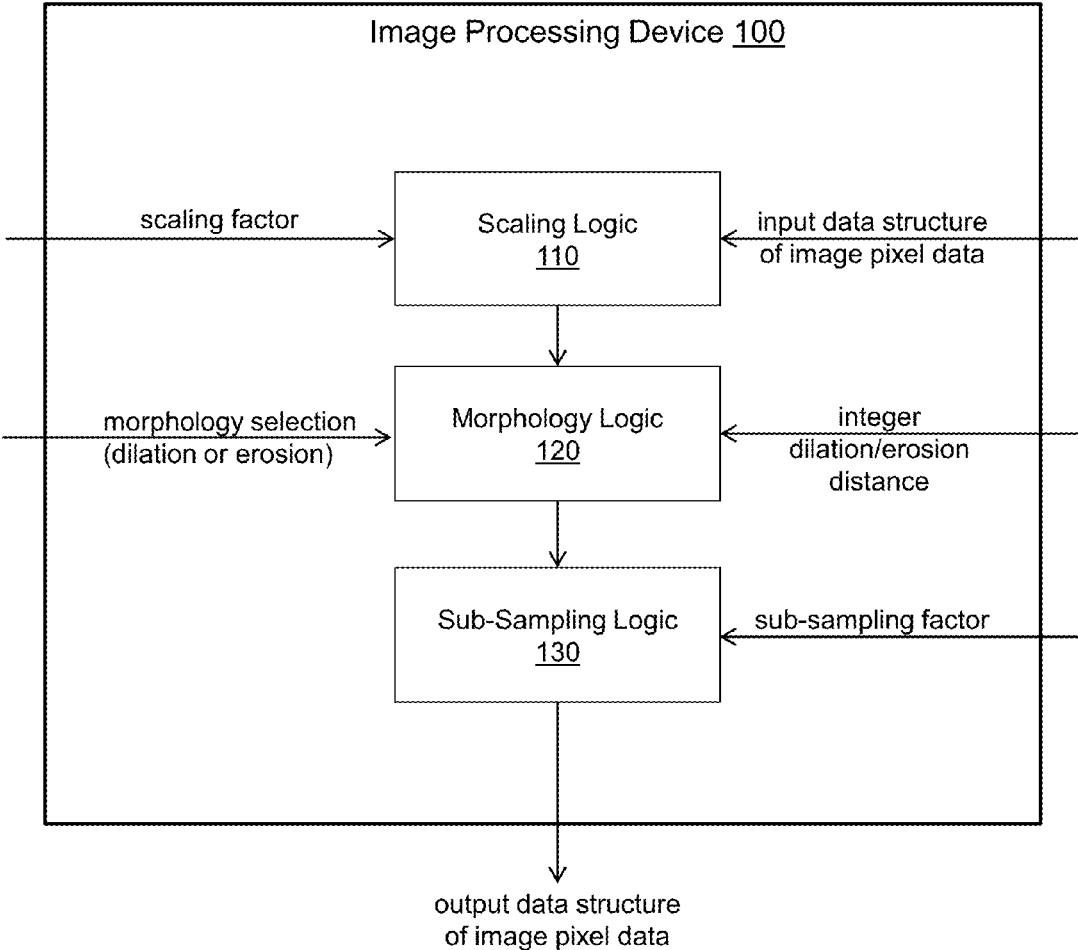 Image Processing Device 100
scaling factor
Scaling Logic
110
input data structure
of image pixel data
morphology selection
(dilation or erosion)
Morphology Logic
120
integer
dilation/erosion
distance
Sub-Sampling Logic
130
sub-sampling factor
output data structure
of image pixel data